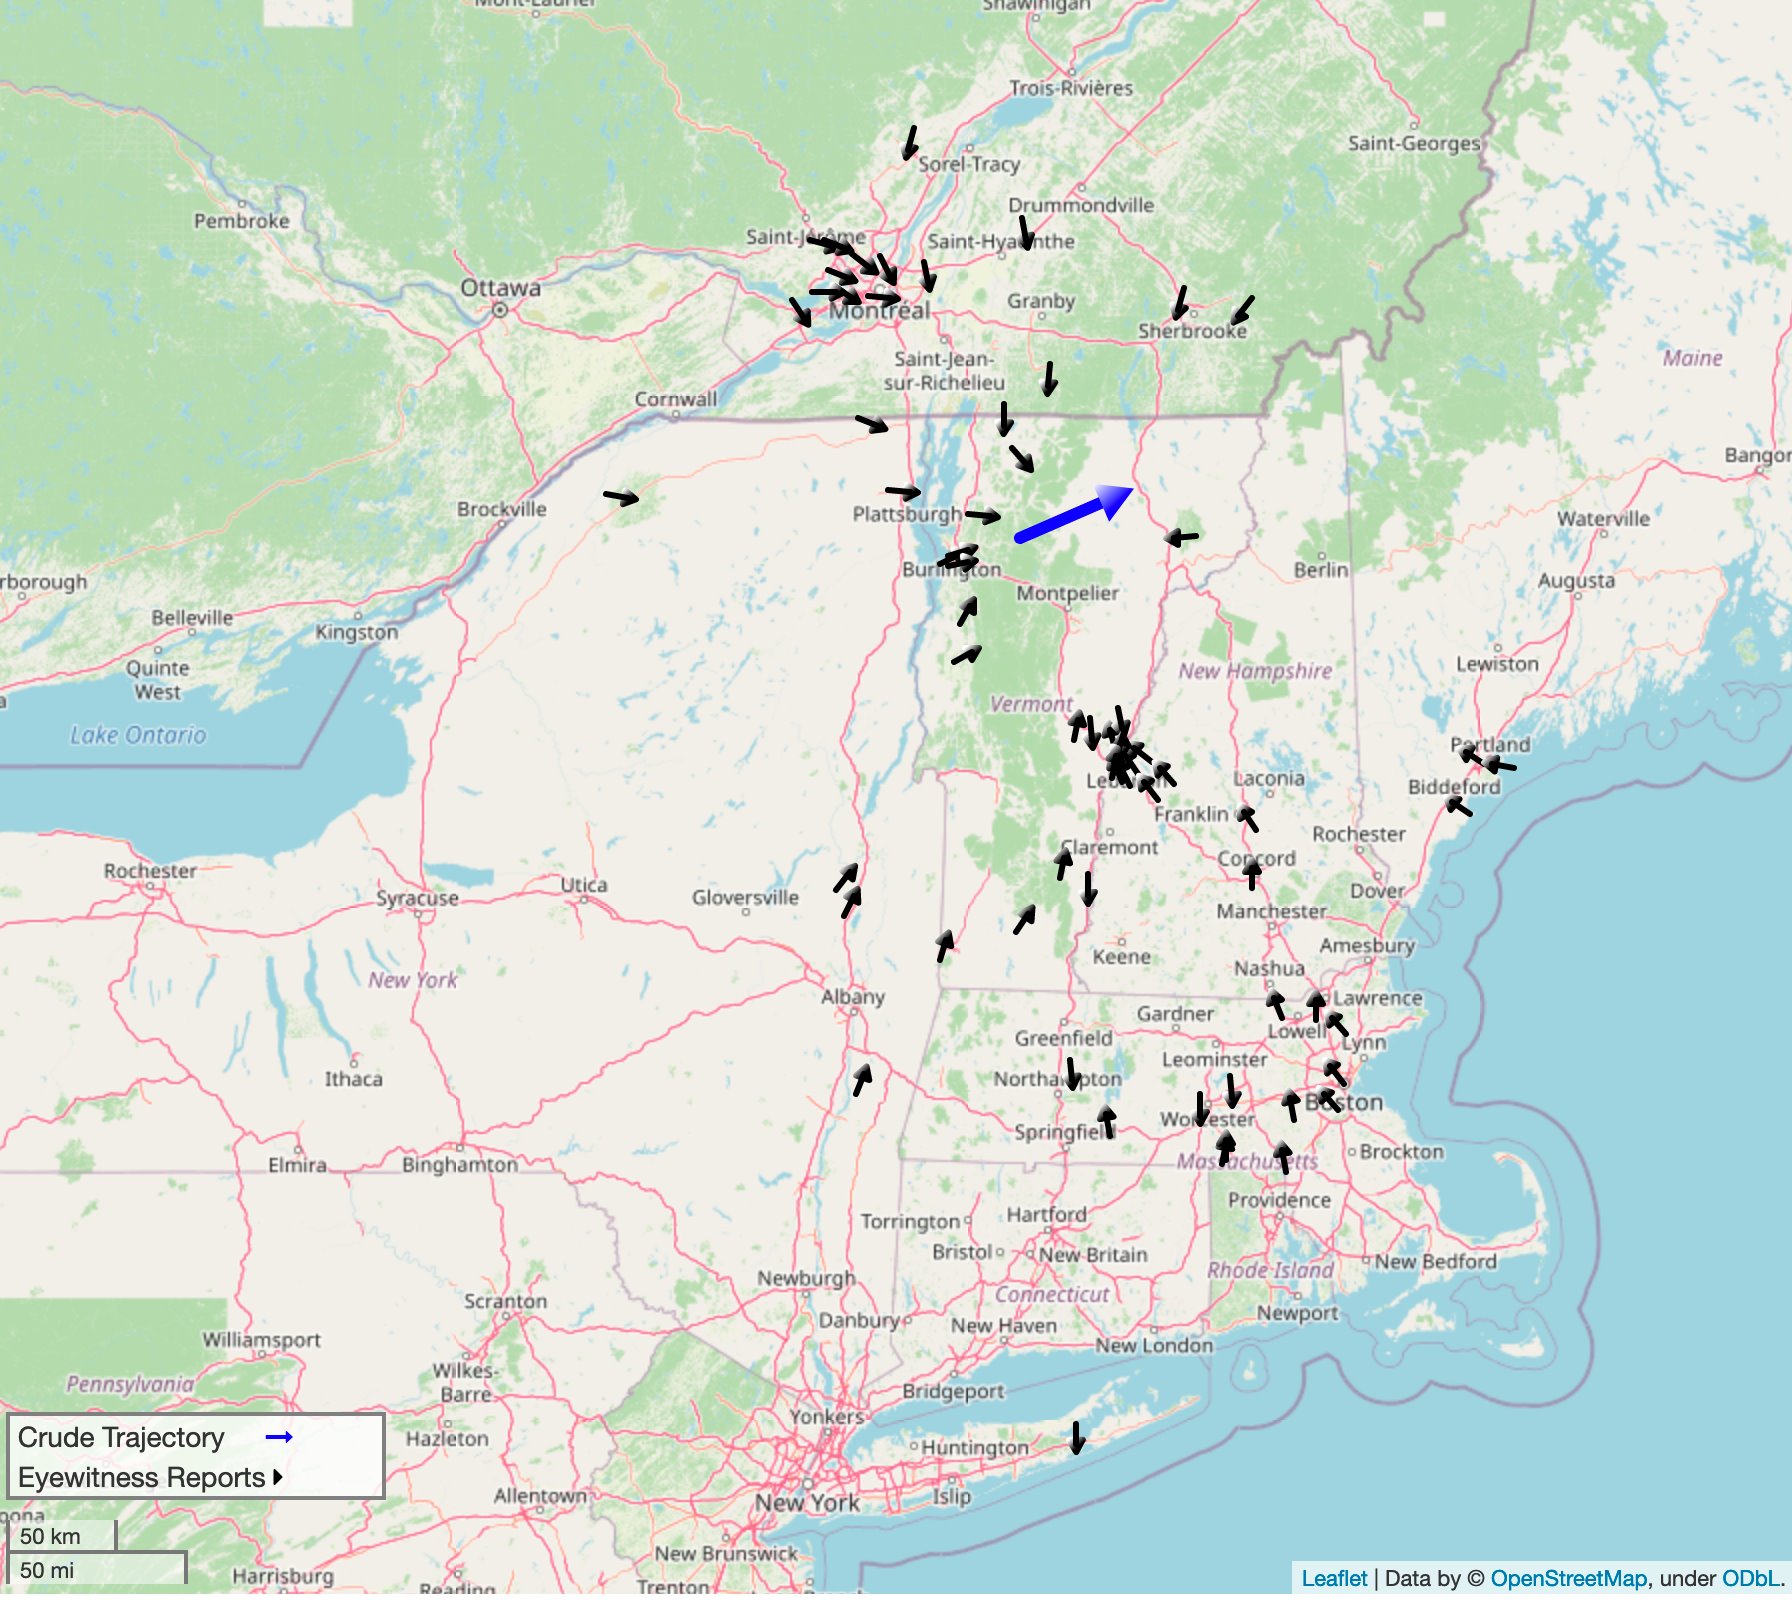 Mont-Laurier
Shawinigan
Trois-Rivières
Saint-Georges
Sorel-Tracy
Pembroke
Drummondville
Saint-Jérôme
Saint-Hyacinthe
Ottawa
Granby
Montréal
Sherbrooke
Maine
Saint-Jean-
sur-Richelieu
Cornwall
Bangor
Brockville
Plattsburgh
Waterville
Burlington
Berlin
rborough
Augusta
Montpelier
Belleville
Kingston
Lewiston
Quinte
West
New Hampshire
Vermont
Lake Ontario
Portland
Lebanon
Laconia
Biddeford
Franklin
Rochester
Claremont
Concord
Rochester
Utica
Dover
Syracuse
Gloversville
Manchester
Amesbury
Keene
Nashua
New York
Albany
Lawrence
Gardner
Lowell
Greenfield
Lynn
Leominster
Ithaca
Northampton
Boston
Worcester
Springfield
Brockton
Elmira
Binghamton
Massachusetts
Providence
Torrington
Hartford
Bristol
New Britain
New Bedford
Rhode Island
Newburgh
Connecticut
Scranton
Newport
Danbury
New Haven
Williamsport
New London
Wilkes-
Barre
Pennsylvania
Bridgeport
Yonkers
Crude Trajectory
Hazleton
Huntington
Eyewitness Reports
Allentown
Islip
New York
oona
50 km
New Brunswick
50 mi
Harrisburg
Reading
Trenton
Leaflet | Data by © OpenStreetMap, under ODbL.